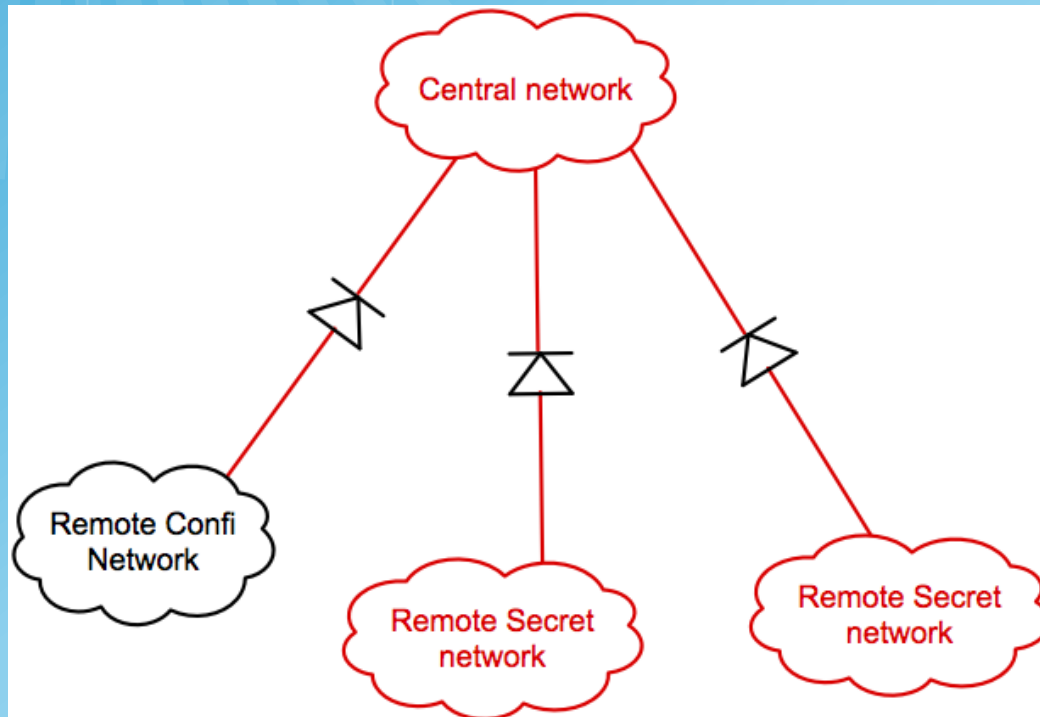 Central network
Remote Confi
Network
Remote Secret
network
Remote Secret
network